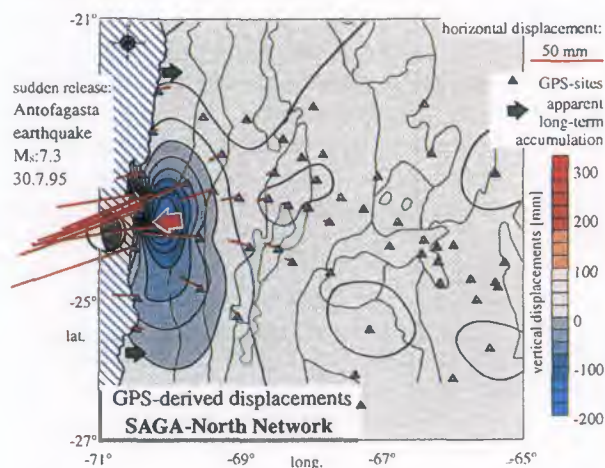 -21°
horizontal displacement:
50 mm
GPS-sites
apparent
long-term
accumulation
sudden release:
Antofagasta
earthquake
Ms:7.3
30.7.95
300
200
100
0
-100
-200
vertical displacements [mm]
-25°
lat.
GPS-derived displacements
SAGA-North Network
-27°
-71°
-69°
long.
-67°
-65°